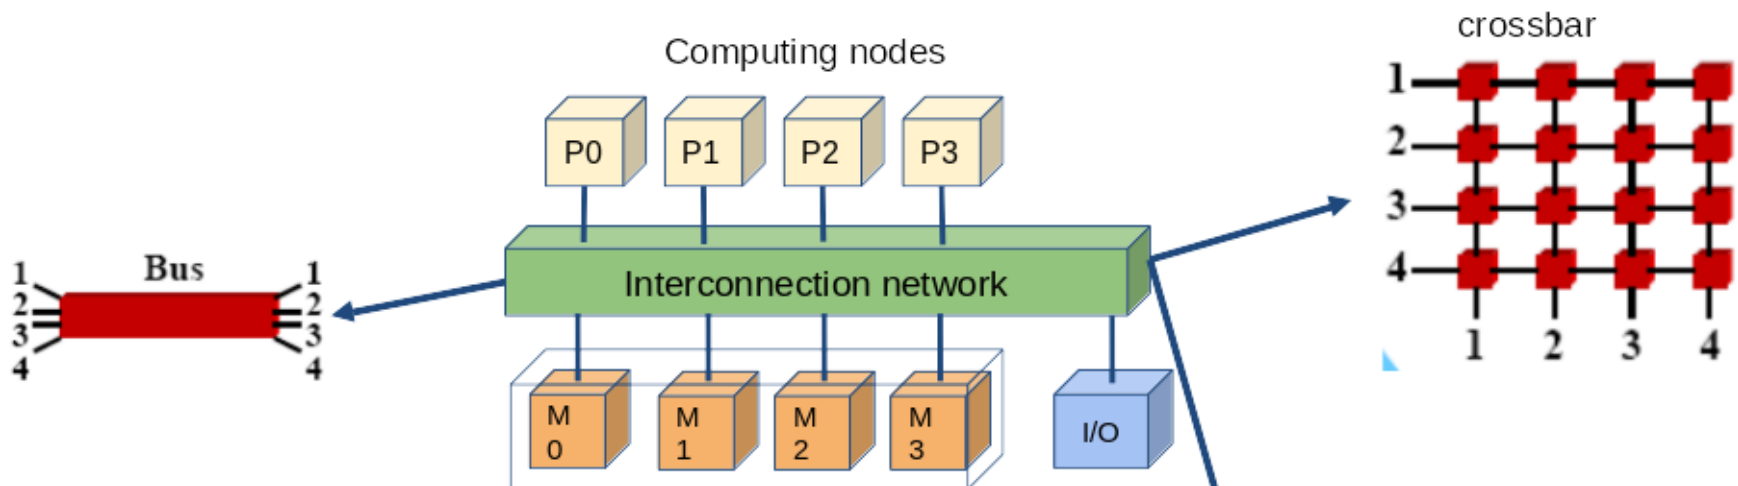 crossbar
Computing nodes
1
2
3
4
1 2 3 4
P0 P1 P2 P3
Interconnection network
Bus
1 1
2 2
3 3
4 4
M M M M
0 1 2 3
I/O